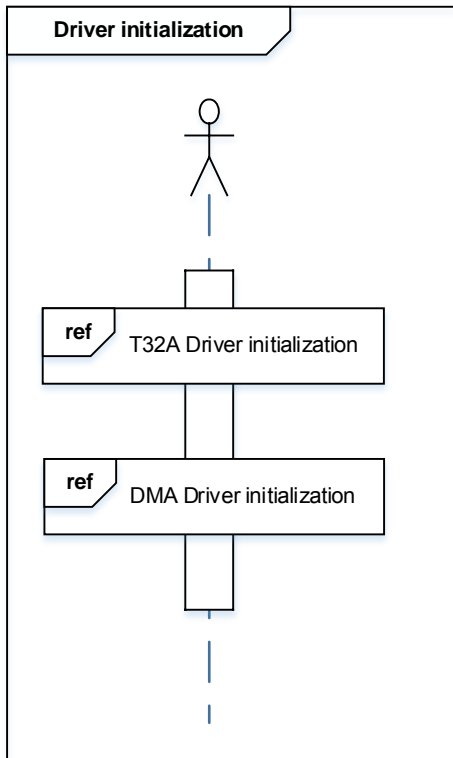 Driver initialization
ref
T32A Driver initialization
ref
DMA Driver initialization